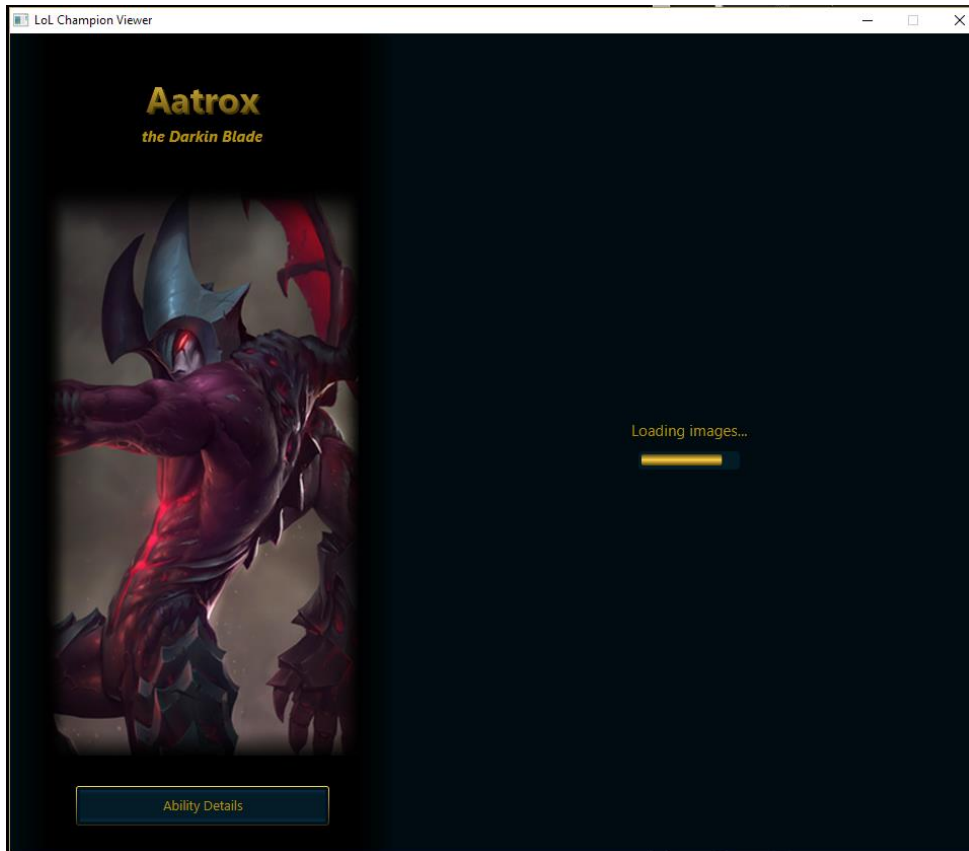 LoL Champion Viewer
Aatrox
the Darkin Blade
Loading images...
Ability Details